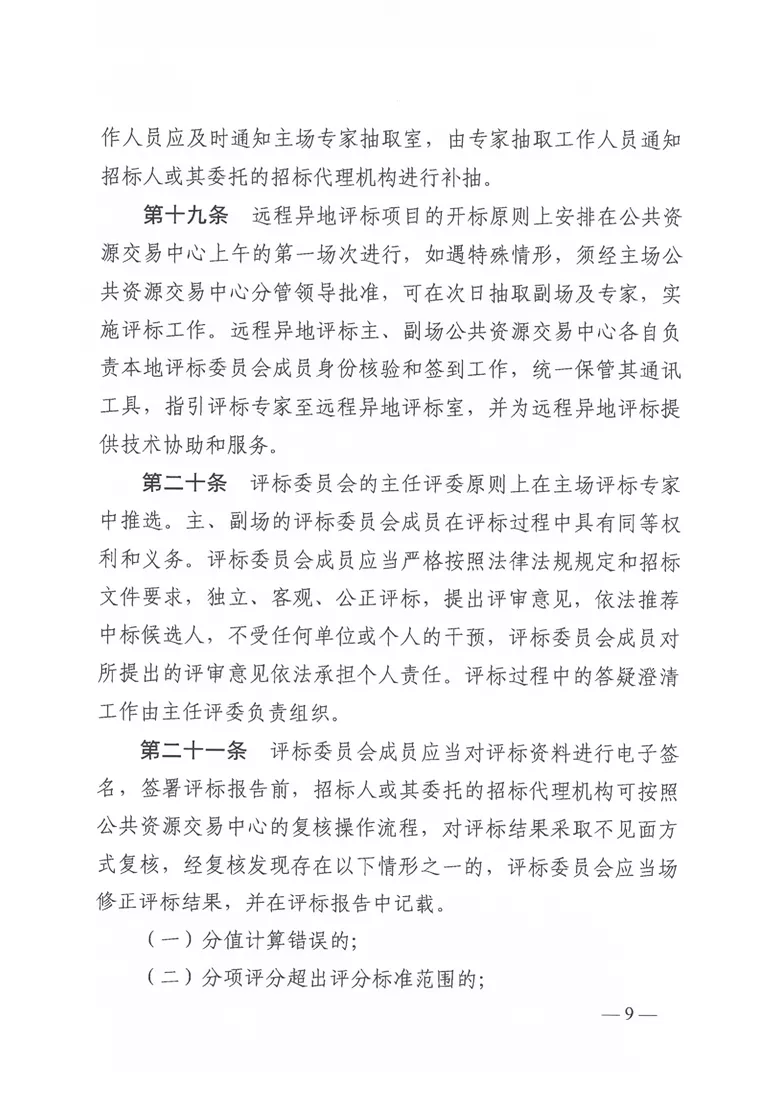 作人员应及时通知主场专家抽取室，由专家抽取工作人员通知
招标人或其委托的招标代理机构进行补抽。
第十九条 远程异地评标项目的开标原则上安排在公共资
源交易中心上午的第一场次进行，如遇特殊情形，须经主场公
共资源交易中心分管领导批准，可在次日抽取副场及专家，实
施评标工作。远程异地评标主、副场公共资源交易中心各自负
责本地评标委员会成员身份核验和签到工作，统一保管其通讯
工具，指引评标专家至远程异地评标室，并为远程异地评标提
供技术协助和服务。
第二十条 评标委员会的主任评委原则上在主场评标专家
中推选。主、副场的评标委员会成员在评标过程中具有同等权
利和义务。评标委员会成员应当严格按照法律法规规定和招标
文件要求，独立、客观、公正评标，提出评审意见，依法推荐
中标候选人，不受任何单位或个人的干预，评标委员会成员对
所提出的评审意见依法承担个人责任。评标过程中的答疑澄清
工作由主任评委负责组织。
第二十一条 评标委员会成员应当对评标资料进行电子签
名，签署评标报告前，招标人或其委托的招标代理机构可按照
公共资源交易中心的复核操作流程，对评标结果采取不见面方
式复核，经复核发现存在以下情形之一的，评标委员会应当场
修正评标结果，并在评标报告中记载。
（一）分值计算错误的；
（二）分项评分超出评分标准范围的；
—9—